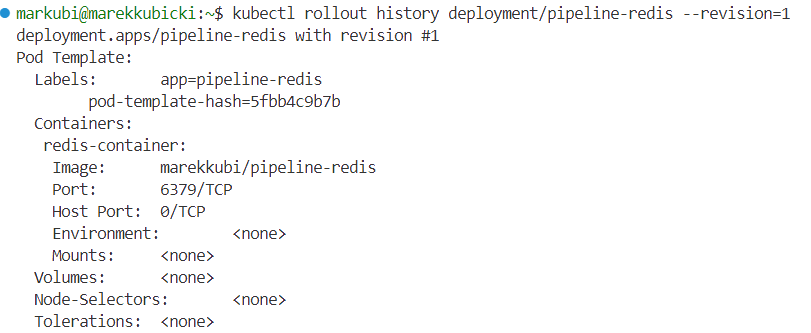 markubi@marekkubicki:~$ kubectl rollout history deployment/pipeline-redis --revision=1
deployment.apps/pipeline-redis with revision #1
Pod Template:
  Labels:       app=pipeline-redis
        pod-template-hash=5fbb4c9b7b
  Containers:
   redis-container:
    Image:      marekkubi/pipeline-redis
    Port:       6379/TCP
    Host Port:  0/TCP
    Environment:        <none>
    Mounts:     <none>
  Volumes:      <none>
  Node-Selectors:       <none>
  Tolerations:  <none>